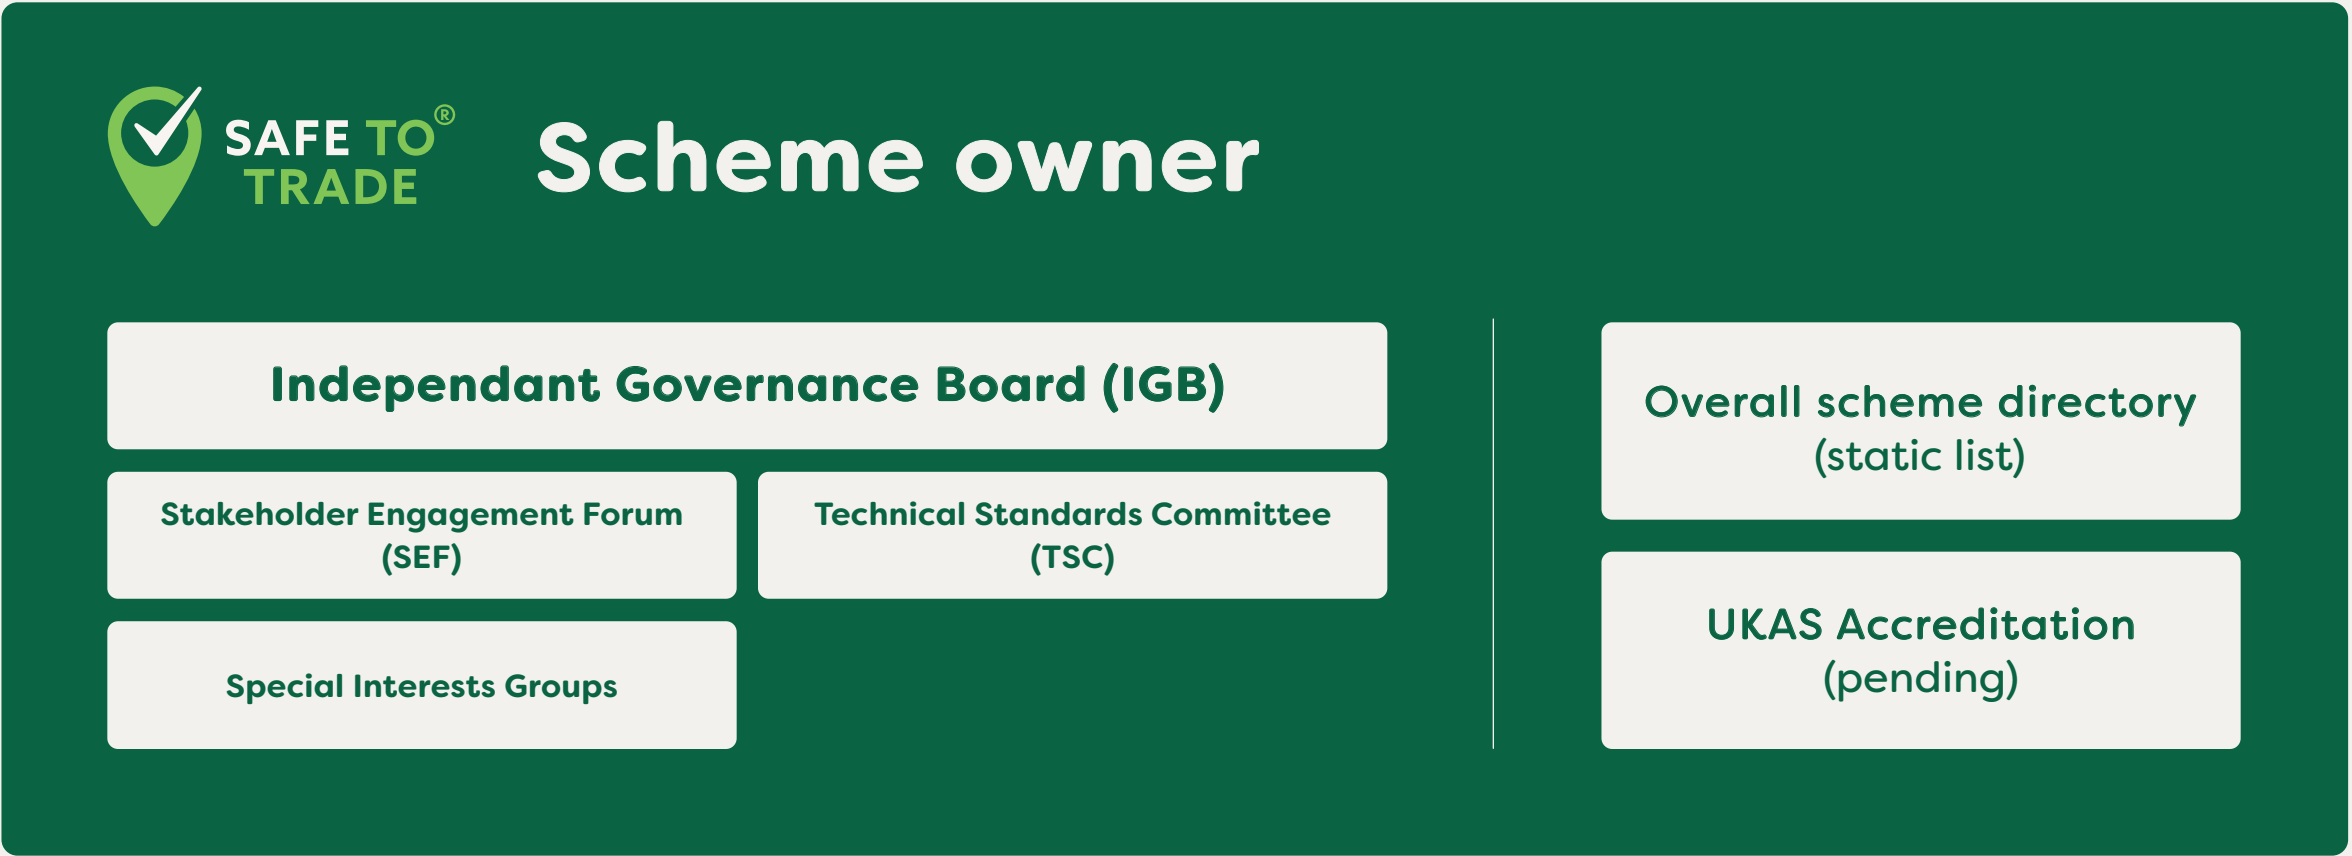 SAFE TO®
TRADE
Scheme owner
Independant Governance Board (IGB)
Stakeholder Engagement Forum
(SEF)
Technical Standards Committee
(TSC)
Special Interests Groups
Overall scheme directory
(static list)
UKAS Accreditation
(pending)